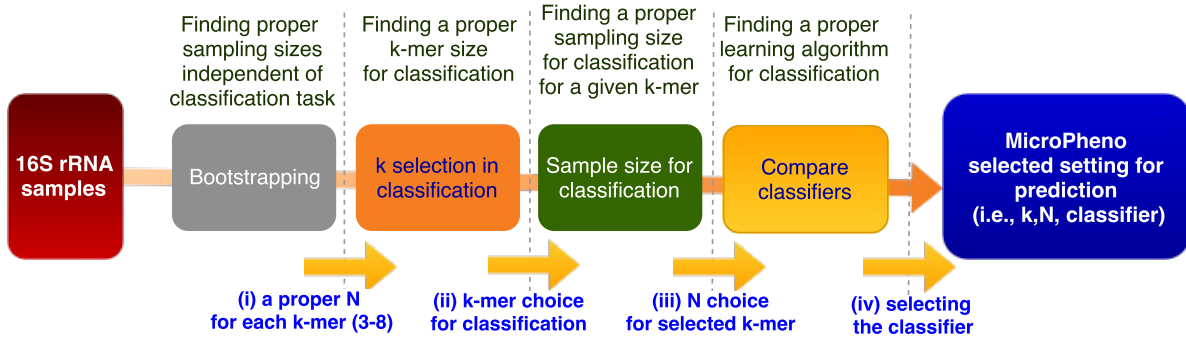 Finding proper
sampling sizes
independent of
classification task
Finding a proper
k-mer size
for classification
Finding a proper
sampling size
for classification
for a given k-mer
Finding a proper
learning algorithm
for classification
16S rRNA
samples
Bootstrapping
k selection in
classification
Sample size for
classification
Compare
classifiers
MicroPheno
selected setting for
prediction
(i.e., k,N, classifier)
(i) a proper N
for each k-mer (3-8)
(ii) k-mer choice
for classification
(iii) N choice
for selected k-mer
(iv) selecting
the classifier